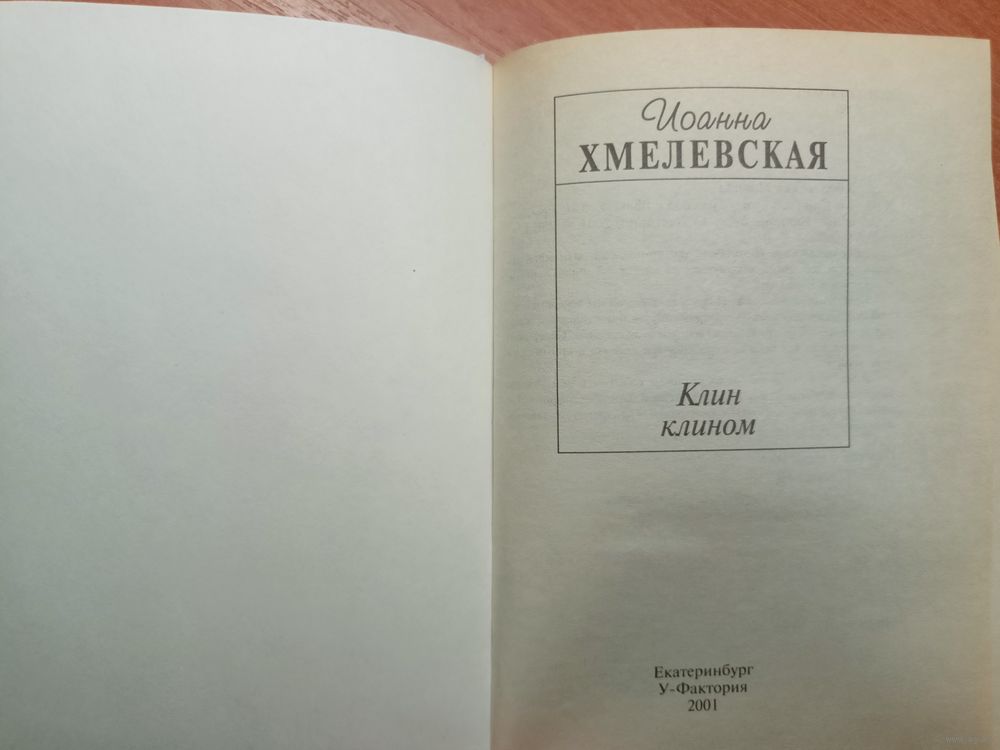 Иоанна
ХМЕЛЕВСКАЯ
Клин
клином
Екатеринбург
У-Фактория
2001